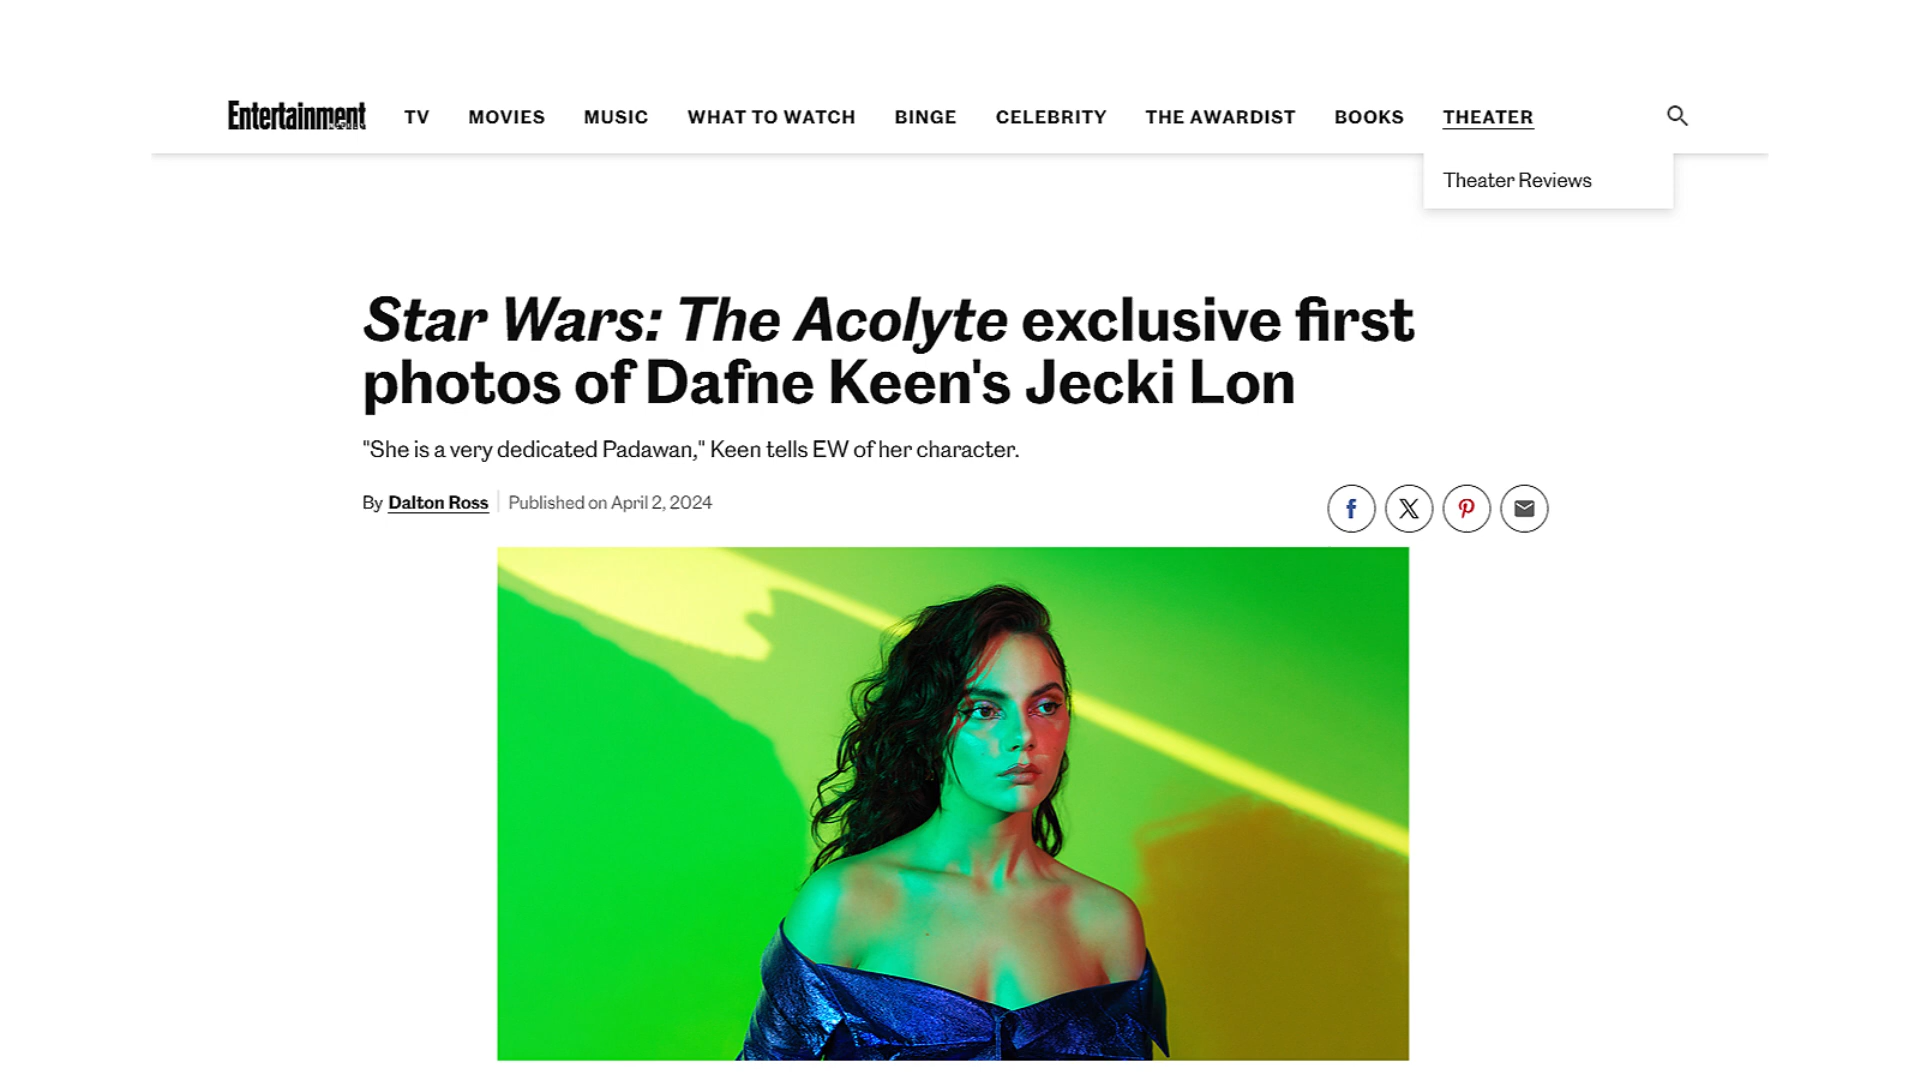 Entertainment
TV MOVIES MUSIC WHAT TO WATCH BINGE CELEBRITY THE AWARDIST BOOKS THEATER
Theater Reviews
Star Wars: The Acolyte exclusive first
photos of Dafne Keen's Jecki Lon
"She is a very dedicated Padawan," Keen tells EW of her character.
By Dalton Ross Published on April 2, 2024